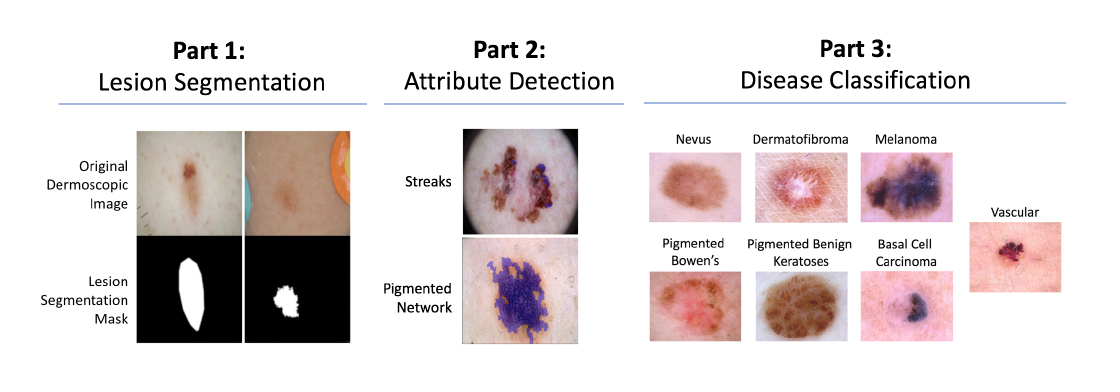 Part 1:
Lesion Segmentation
Original
Dermoscopic
Image
Lesion
Segmentation
Mask
Part 2:
Attribute Detection
Streaks
Pigmented
Network
Part 3:
Disease Classification
Nevus
Dermatofibroma
Melanoma
Pigmented
Bowen's
Pigmented Benign
Keratoses
Basal Cell
Carcinoma
Vascular